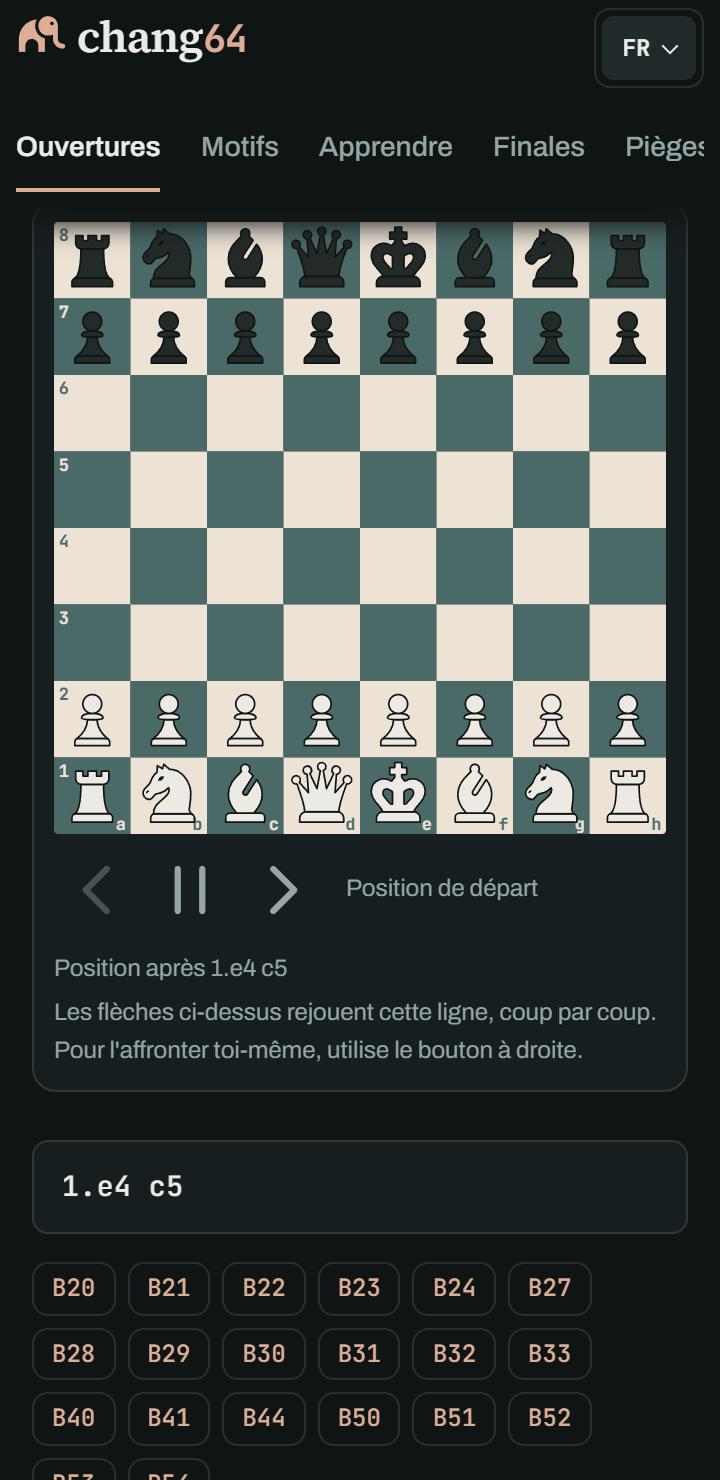 chang64
FR
Ouvertures Motifs Apprendre Finales Pièges
8
7
6
5
4
3
2
1
a b c d e f g h
Position de départ
Position après 1.e4 c5
Les flèches ci-dessus rejouent cette ligne, coup par coup.
Pour l'affronter toi-même, utilise le bouton à droite.
1.e4 c5
B20 B21 B22 B23 B24 B27
B28 B29 B30 B31 B32 B33
B40 B41 B44 B50 B51 B52